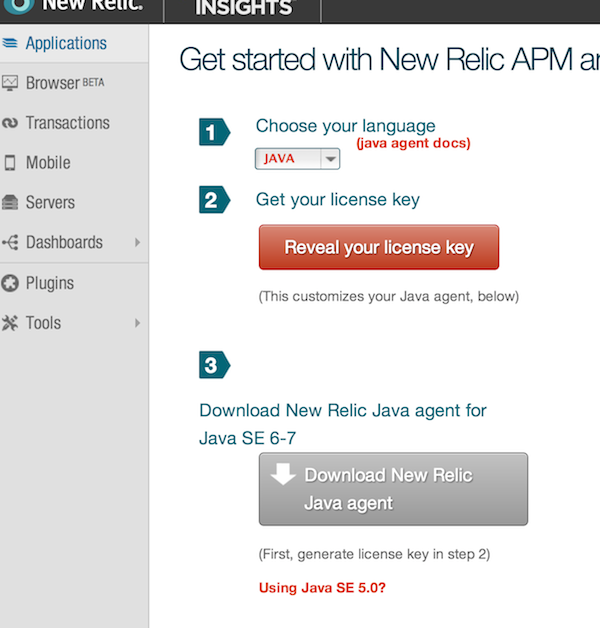 New Relic.
INSIGHTS
Applications
Browser BETA
Transactions
Mobile
Servers
Dashboards
Plugins
Tools
Get started with New Relic APM
1
Choose your language
(java agent docs)
JAVA
2
Get your license key
Reveal your license key
(This customizes your Java agent, below)
3
Download New Relic Java agent for
Java SE 6-7
Download New Relic
Java agent
(First, generate license key in step 2)
Using Java SE 5.0?